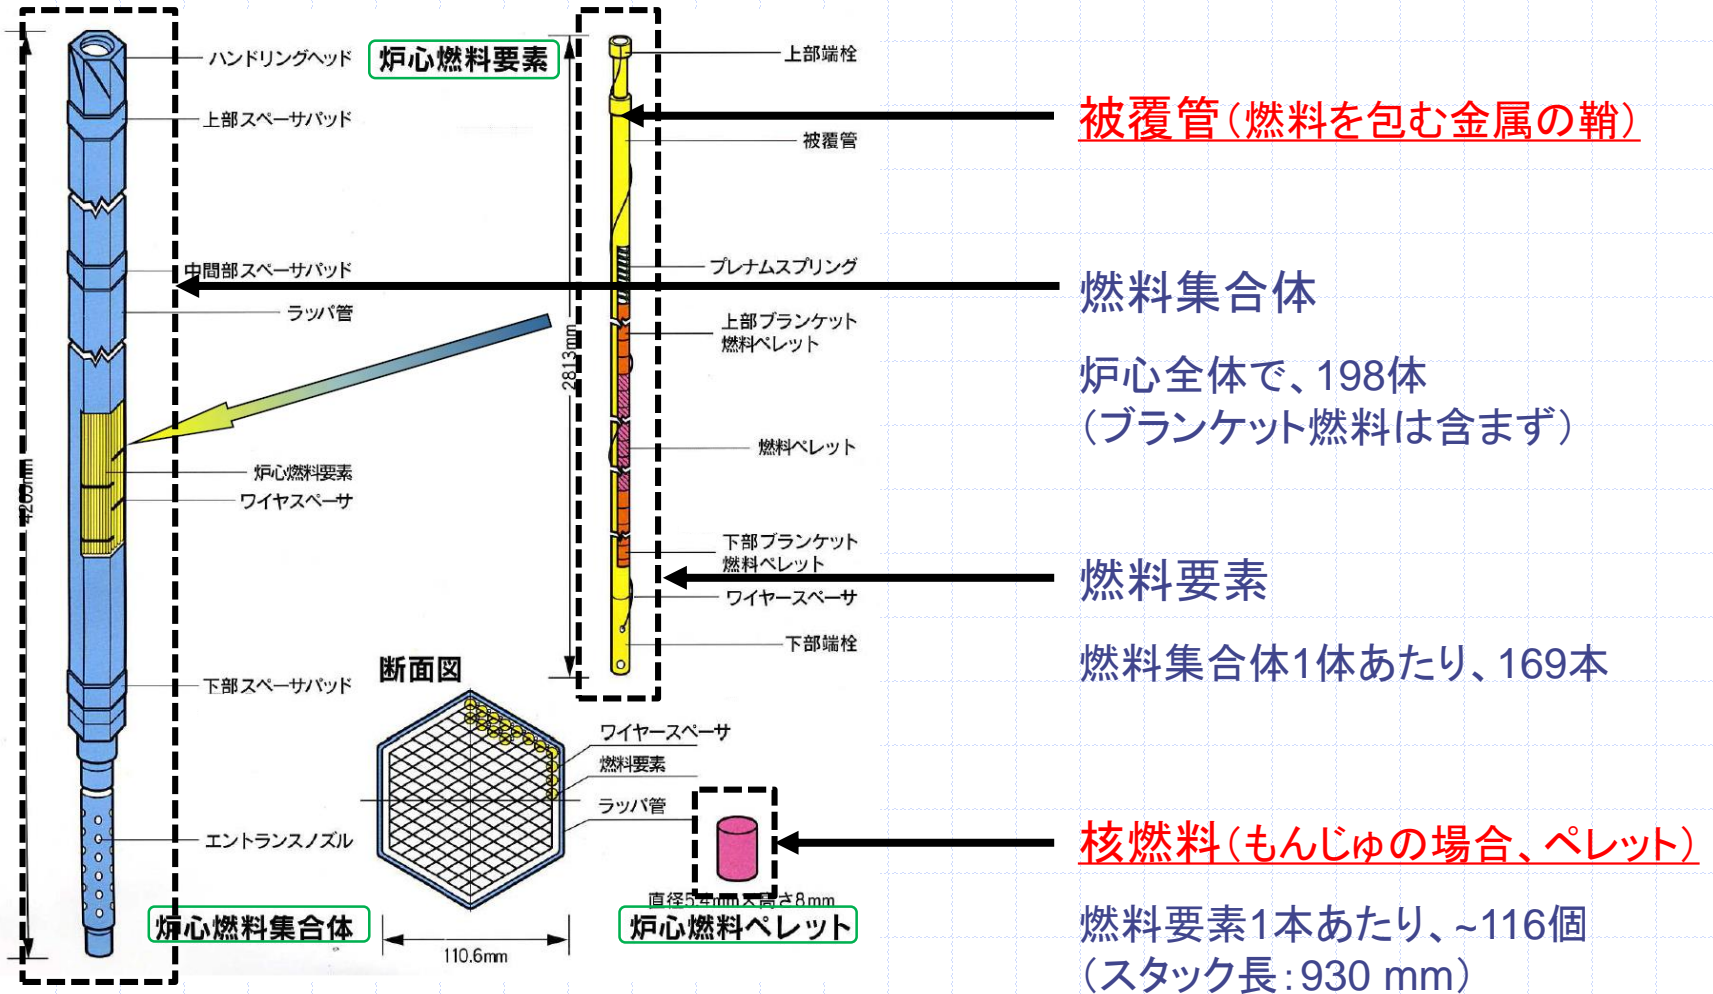 ハンドリングヘッド
上部スペーサパッド
中間部スペーサパッド
ラッパ管
炉心燃料要素
ワイヤスペーサ
下部スペーサパッド
エントランスノズル
炉心燃料集合体
炉心燃料要素
2813mm
上部端栓
被覆管
プレナムスプリング
上部ブランケット
燃料ペレット
燃料ペレット
下部ブランケット
燃料ペレット
ワイヤースペーサ
下部端栓
断面図
ワイヤースペーサ
燃料要素
ラッパ管
110.6mm
直径5.4mm×高さ8mm
炉心燃料ペレット
被覆管（燃料を包む金属の鞘）
燃料集合体
炉心全体で、198体
（ブランケット燃料は含まず）
燃料要素
燃料集合体1体あたり、169本
核燃料（もんじゅの場合、ペレット）
燃料要素1本あたり、~116個
（スタック長：930 mm）